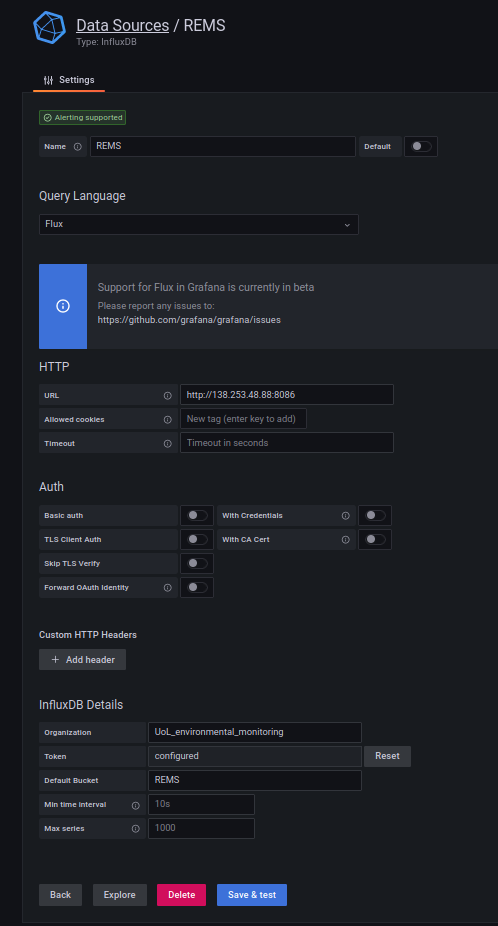 Data Sources / REMS
Type: InfluxDB
Settings
Alerting supported
Name REMS Default
Query Language
Flux
Support for Flux in Grafana is currently in beta
Please report any issues to:
https://github.com/grafana/grafana/issues
HTTP
URL http://138.253.48.88:8086
Allowed cookies New tag (enter key to add)
Timeout Timeout in seconds
Auth
Basic auth With Credentials
TLS Client Auth With CA Cert
Skip TLS Verify
Forward OAuth Identity
Custom HTTP Headers
+ Add header
InfluxDB Details
Organization UoL_environmental_monitoring
Token configured Reset
Default Bucket REMS
Min time interval 10s
Max series 1000
Back Explore Delete Save & test